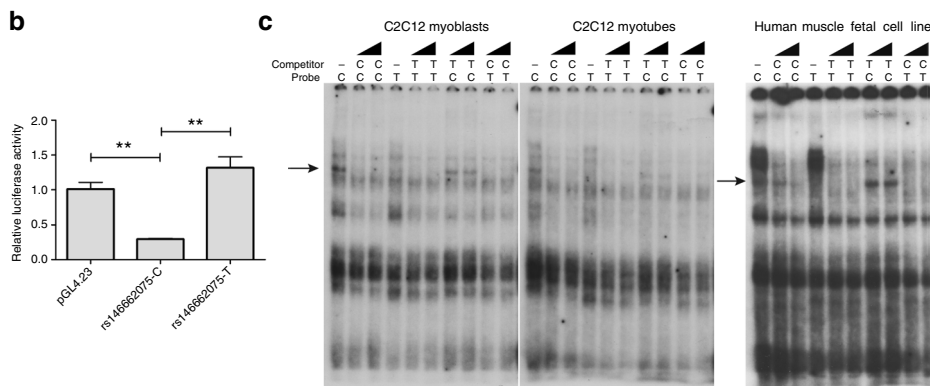 b
c
C2C12 myoblasts
C2C12 myotubes
Human muscle fetal cell line
Competitor – C C – T T T T C C – C C – T T T T C C – C C – T T T T C C
Probe C C C T T T C C T T C C C T T T C C T T C C C T T T C C T T
2.0
1.5
1.0
0.5
0.0
Relative luciferase activity
**
**
pGL4.23
rs146662075-C
rs146662075-T